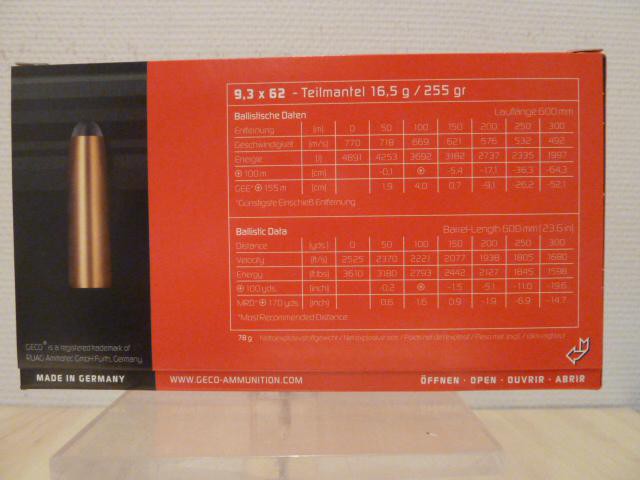 9,3 x 62 - Teilmantel 16,5 g / 255 gr
Ballistische Daten Lauflänge 600 mm
Entfernung [m] 0 50 100 150 200 250 300
Geschwindigkeit [m/s] 770 718 669 621 576 532 492
Energie [J] 4891 4253 3692 3182 2737 2335 1997
⊕ 100 m [cm] -0,1 ⊕ -5,4 -17,1 -36,3 -64,3
GEE* ⊕ 155 m [cm] 1,9 4,0 0,7 -9,1 -26,2 -52,1
*Günstigste Einschieß Entfernung
Ballistic Data Barrel-Length 600 mm (23.6 in)
Distance [yds.] 0 50 100 150 200 250 300
Velocity [ft/s] 2525 2370 2221 2077 1938 1805 1680
Energy [ft.lbs] 3610 3180 2793 2442 2127 1845 1598
⊕ 100 yds. [inch] -0.2 ⊕ -1.5 -5.1 -11.0 -19.6
MRD* ⊕ 170 yds. [inch] 0.6 1.6 0.9 -1.9 -6.9 -14.7
*Most Recommended Distance
78 g Nettoexplosivstoffgewicht / Net explosive
GECO® is a registered trademark of
RUAG Ammotec GmbH Fürth, Germany
MADE IN GERMANY WWW.GECO-AMMUNITION.COM ÖFFNEN · OPEN · OUVRIR · ABRIR